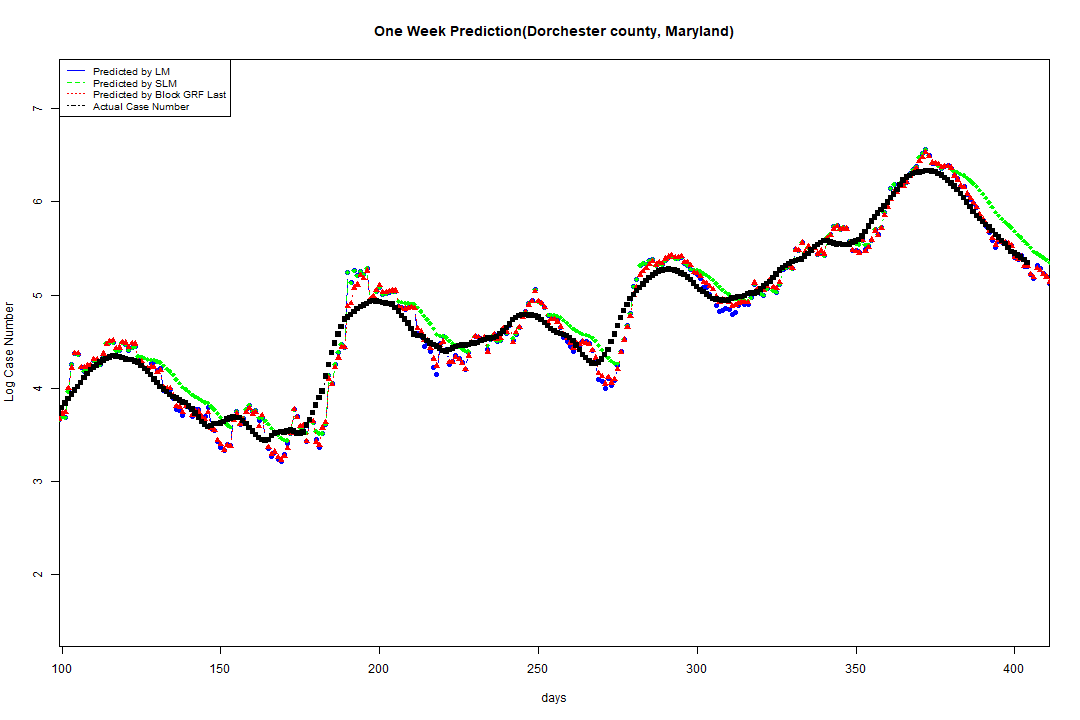 One Week Prediction(Dorchester county, Maryland)
Predicted by LM
Predicted by SLM
Predicted by Block GRF Last
Actual Case Number
7
6
5
4
3
2
Log Case Number
100 150 200 250 300 350 400
days